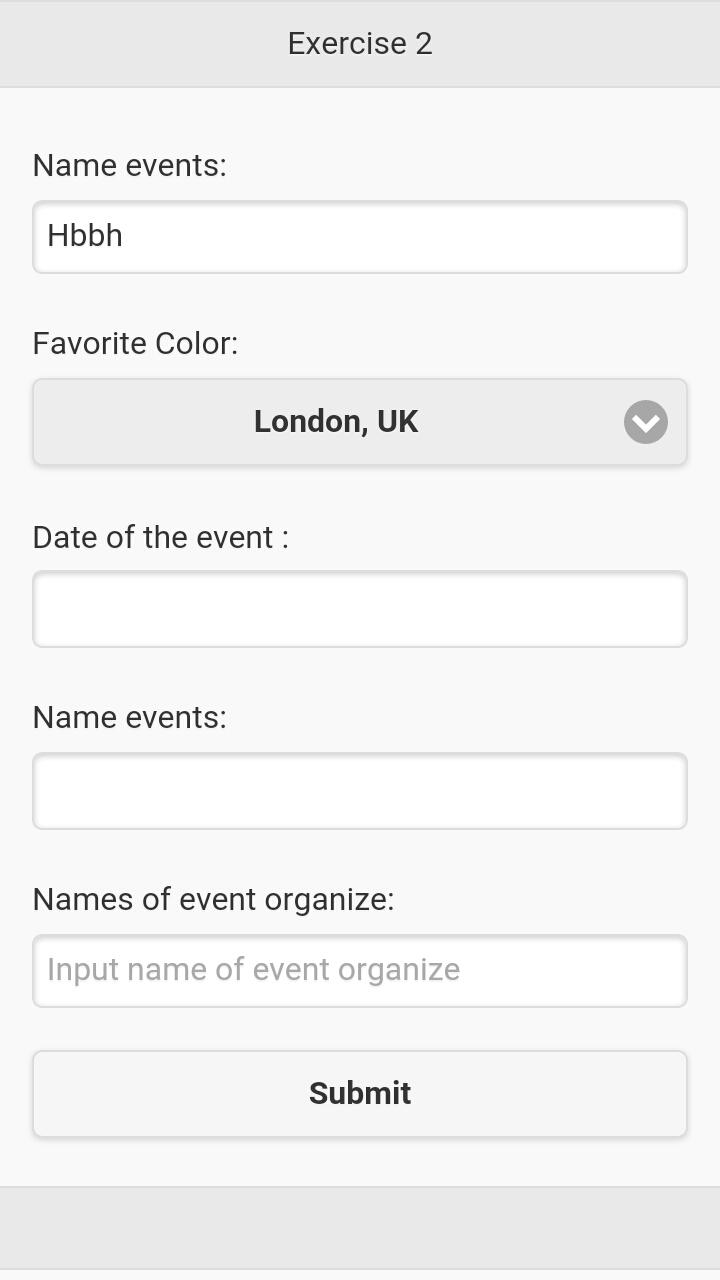 Exercise 2
Name events:
Hbbh
Favorite Color:
London, UK
Date of the event :
Name events:
Names of event organize:
Input name of event organize
Submit